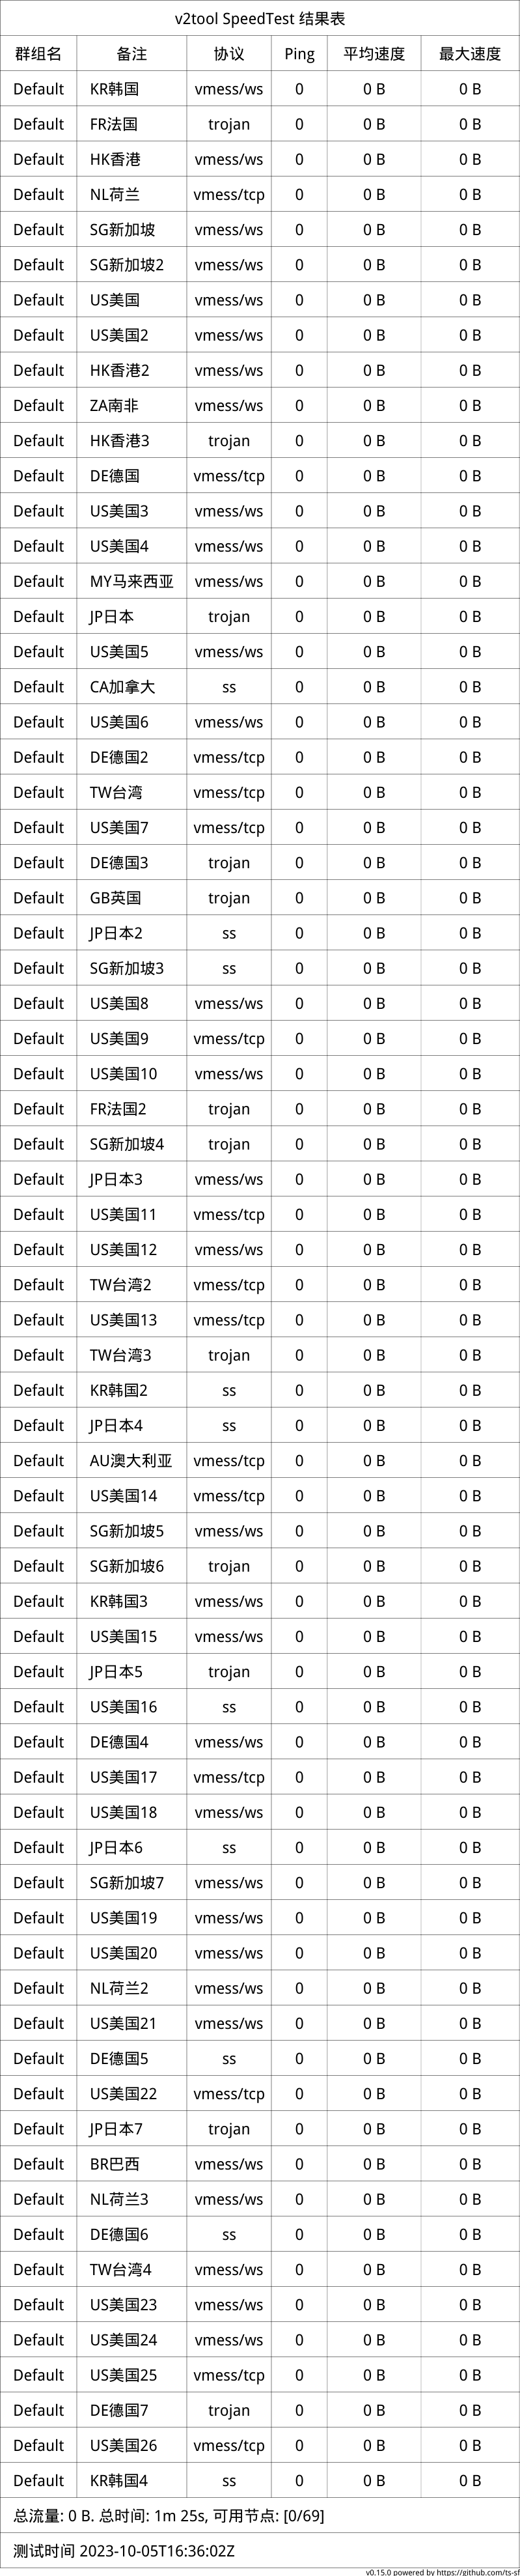 v2tool SpeedTest 结果表
群组名 备注 协议 Ping 平均速度 最大速度
Default KR韩国 vmess/ws 0 0 B 0 B
Default FR法国 trojan 0 0 B 0 B
Default HK香港 vmess/ws 0 0 B 0 B
Default NL荷兰 vmess/tcp 0 0 B 0 B
Default SG新加坡 vmess/ws 0 0 B 0 B
Default SG新加坡2 vmess/ws 0 0 B 0 B
Default US美国 vmess/ws 0 0 B 0 B
Default US美国2 vmess/ws 0 0 B 0 B
Default HK香港2 vmess/ws 0 0 B 0 B
Default ZA南非 vmess/ws 0 0 B 0 B
Default HK香港3 trojan 0 0 B 0 B
Default DE德国 vmess/tcp 0 0 B 0 B
Default US美国3 vmess/ws 0 0 B 0 B
Default US美国4 vmess/ws 0 0 B 0 B
Default MY马来西亚 vmess/ws 0 0 B 0 B
Default JP日本 trojan 0 0 B 0 B
Default US美国5 vmess/ws 0 0 B 0 B
Default CA加拿大 ss 0 0 B 0 B
Default US美国6 vmess/ws 0 0 B 0 B
Default DE德国2 vmess/tcp 0 0 B 0 B
Default TW台湾 vmess/tcp 0 0 B 0 B
Default US美国7 vmess/tcp 0 0 B 0 B
Default DE德国3 trojan 0 0 B 0 B
Default GB英国 trojan 0 0 B 0 B
Default JP日本2 ss 0 0 B 0 B
Default SG新加坡3 ss 0 0 B 0 B
Default US美国8 vmess/ws 0 0 B 0 B
Default US美国9 vmess/tcp 0 0 B 0 B
Default US美国10 vmess/ws 0 0 B 0 B
Default FR法国2 trojan 0 0 B 0 B
Default SG新加坡4 trojan 0 0 B 0 B
Default JP日本3 vmess/ws 0 0 B 0 B
Default US美国11 vmess/tcp 0 0 B 0 B
Default US美国12 vmess/ws 0 0 B 0 B
Default TW台湾2 vmess/tcp 0 0 B 0 B
Default US美国13 vmess/tcp 0 0 B 0 B
Default TW台湾3 trojan 0 0 B 0 B
Default KR韩国2 ss 0 0 B 0 B
Default JP日本4 ss 0 0 B 0 B
Default AU澳大利亚 vmess/tcp 0 0 B 0 B
Default US美国14 vmess/tcp 0 0 B 0 B
Default SG新加坡5 vmess/ws 0 0 B 0 B
Default SG新加坡6 trojan 0 0 B 0 B
Default KR韩国3 vmess/ws 0 0 B 0 B
Default US美国15 vmess/ws 0 0 B 0 B
Default JP日本5 trojan 0 0 B 0 B
Default US美国16 ss 0 0 B 0 B
Default DE德国4 vmess/ws 0 0 B 0 B
Default US美国17 vmess/tcp 0 0 B 0 B
Default US美国18 vmess/ws 0 0 B 0 B
Default JP日本6 ss 0 0 B 0 B
Default SG新加坡7 vmess/ws 0 0 B 0 B
Default US美国19 vmess/ws 0 0 B 0 B
Default US美国20 vmess/ws 0 0 B 0 B
Default NL荷兰2 vmess/ws 0 0 B 0 B
Default US美国21 vmess/ws 0 0 B 0 B
Default DE德国5 ss 0 0 B 0 B
Default US美国22 vmess/tcp 0 0 B 0 B
Default JP日本7 trojan 0 0 B 0 B
Default BR巴西 vmess/ws 0 0 B 0 B
Default NL荷兰3 vmess/ws 0 0 B 0 B
Default DE德国6 ss 0 0 B 0 B
Default TW台湾4 vmess/ws 0 0 B 0 B
Default US美国23 vmess/ws 0 0 B 0 B
Default US美国24 vmess/ws 0 0 B 0 B
Default US美国25 vmess/tcp 0 0 B 0 B
Default DE德国7 trojan 0 0 B 0 B
Default US美国26 vmess/tcp 0 0 B 0 B
Default KR韩国4 ss 0 0 B 0 B
总流量: 0 B. 总时间: 1m 25s, 可用节点: [0/69]
测试时间 2023-10-05T16:36:02Z
v0.15.0 powered by https://github.com/ts-sf